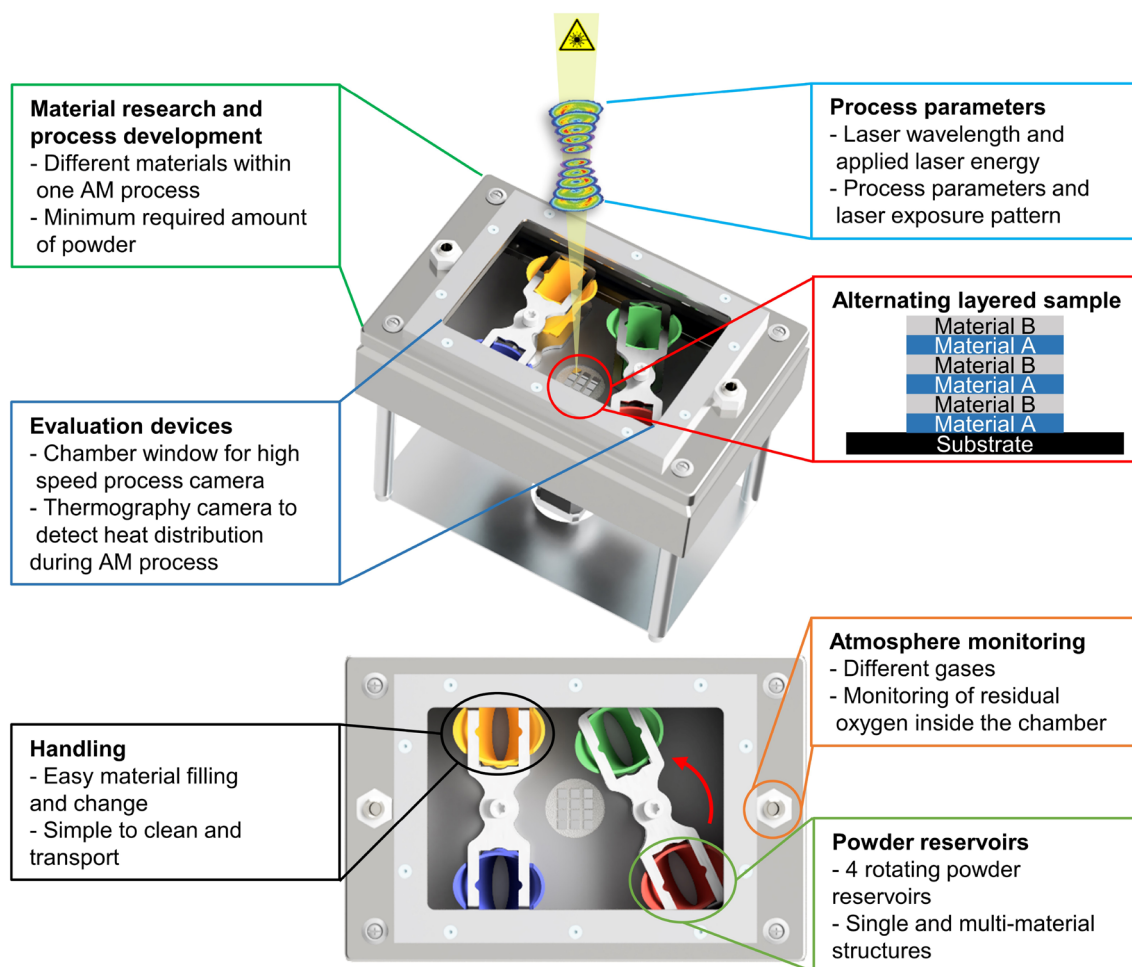 Material research and
process development
- Different materials within
one AM process
- Minimum required amount
of powder
Process parameters
- Laser wavelength and
applied laser energy
- Process parameters and
laser exposure pattern
Alternating layered sample
Material B
Material A
Material B
Material A
Material B
Material A
Substrate
Evaluation devices
- Chamber window for high
speed process camera
- Thermography camera to
detect heat distribution
during AM process
Atmosphere monitoring
- Different gases
- Monitoring of residual
oxygen inside the chamber
Handling
- Easy material filling
and change
- Simple to clean and
transport
Powder reservoirs
- 4 rotating powder
reservoirs
- Single and multi-material
structures